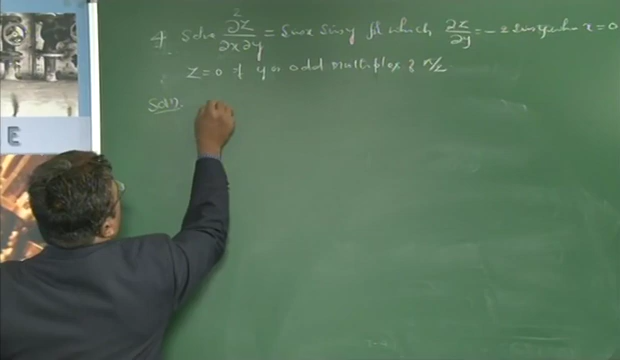 4. Solve ∂²z/∂x∂y = sinx siny for which ∂z/∂y = -2 siny when x = 0
z = 0 if y is odd multiplex of π/2
Soln.
E